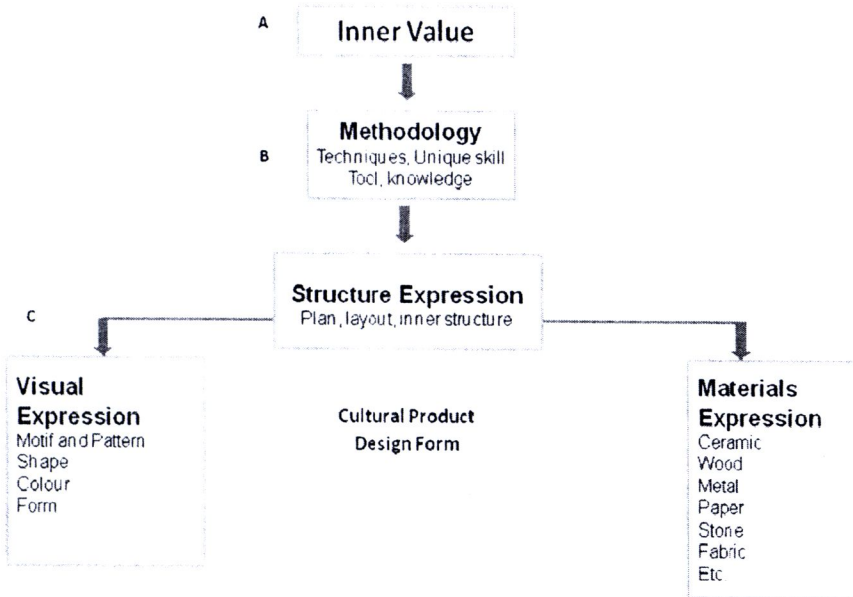 A
Inner Value
Methodology
B
Techniques, Unique skill
Tocl, knowledge
Structure Expression
Plan, layout, inner structure
C
Visual
Expression
Motif and Pattern
Shape
Colour
Form
Cultural Product
Design Form
Materials
Expression
Ceramic
Wood
Metal
Paper
Stone
Fabric
Etc